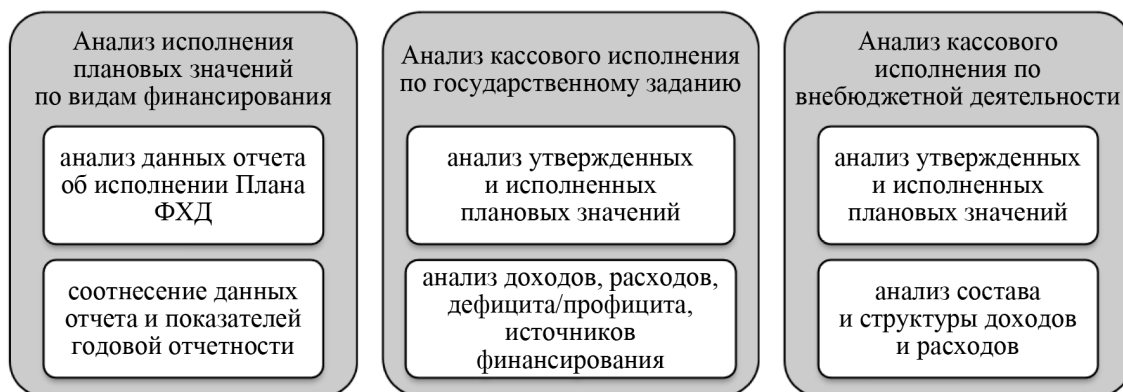 Анализ исполнения
плановых значений
по видам финансирования
анализ данных отчета
об исполнении Плана
ФХД
соотнесение данных
отчета и показателей
годовой отчетности
Анализ кассового исполнения
по государственному заданию
анализ утвержденных
и исполненных
плановых значений
анализ доходов, расходов,
дефицита/профицита,
источников
финансирования
Анализ кассового
исполнения по
внебюджетной деятельности
анализ утвержденных
и исполненных
плановых значений
анализ состава
и структуры доходов
и расходов